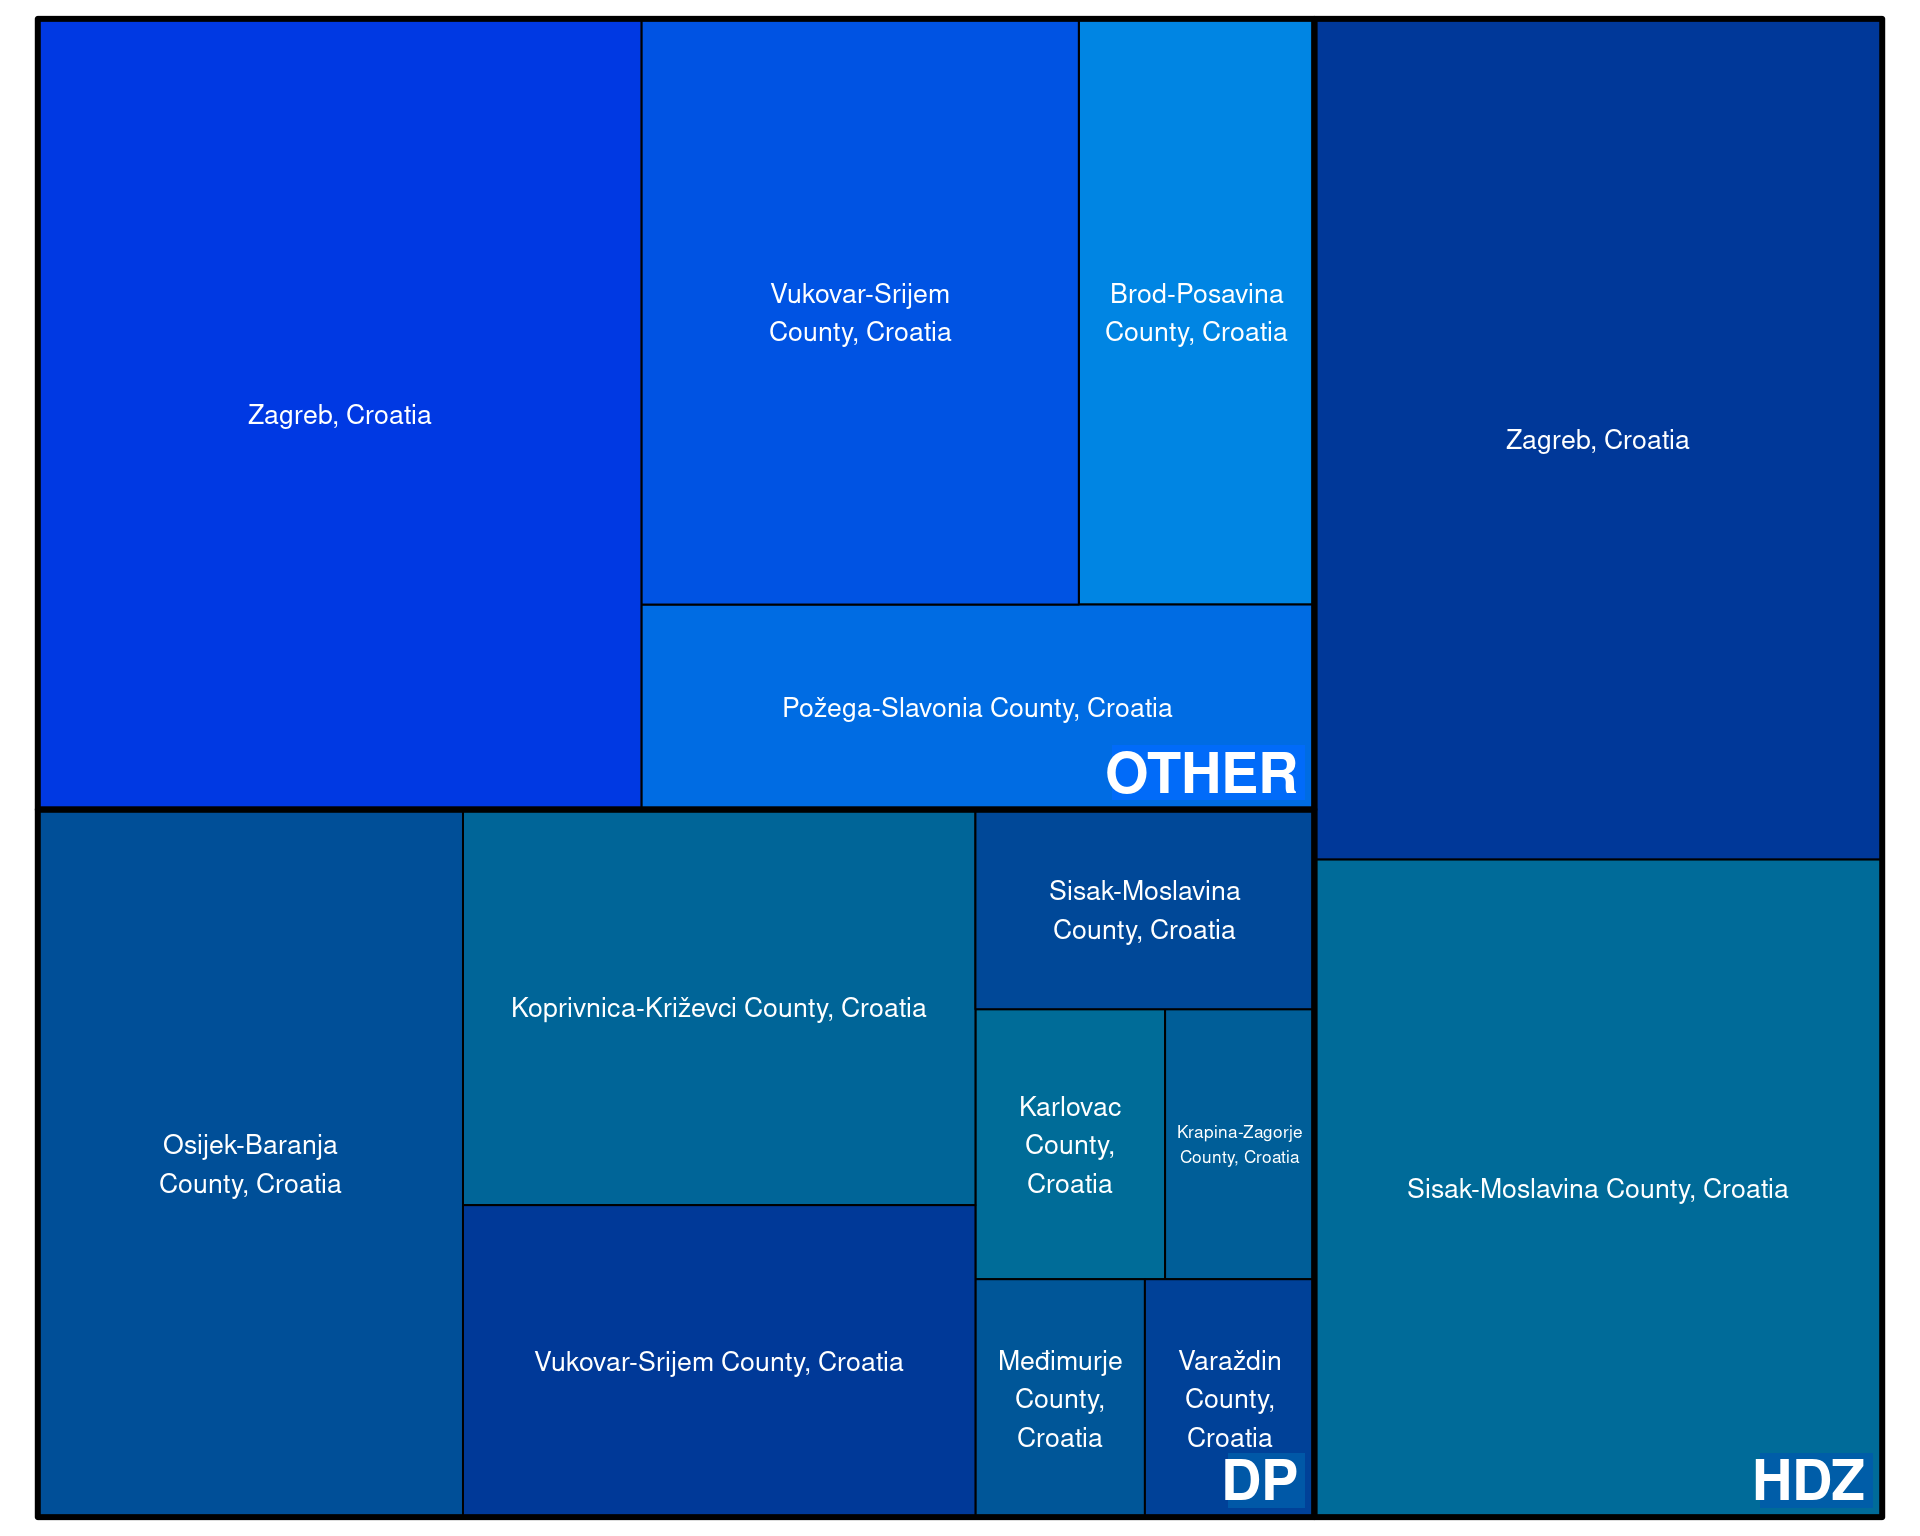 Zagreb, Croatia
Vukovar-Srijem
County, Croatia
Brod-Posavina
County, Croatia
Požega-Slavonia County, Croatia
OTHER
Zagreb, Croatia
Sisak-Moslavina County, Croatia
HDZ
Osijek-Baranja
County, Croatia
Koprivnica-Križevci County, Croatia
Vukovar-Srijem County, Croatia
Sisak-Moslavina
County, Croatia
Karlovac
County,
Croatia
Krapina-Zagorje
County, Croatia
Međimurje
County,
Croatia
Varaždin
County,
Croatia
DP